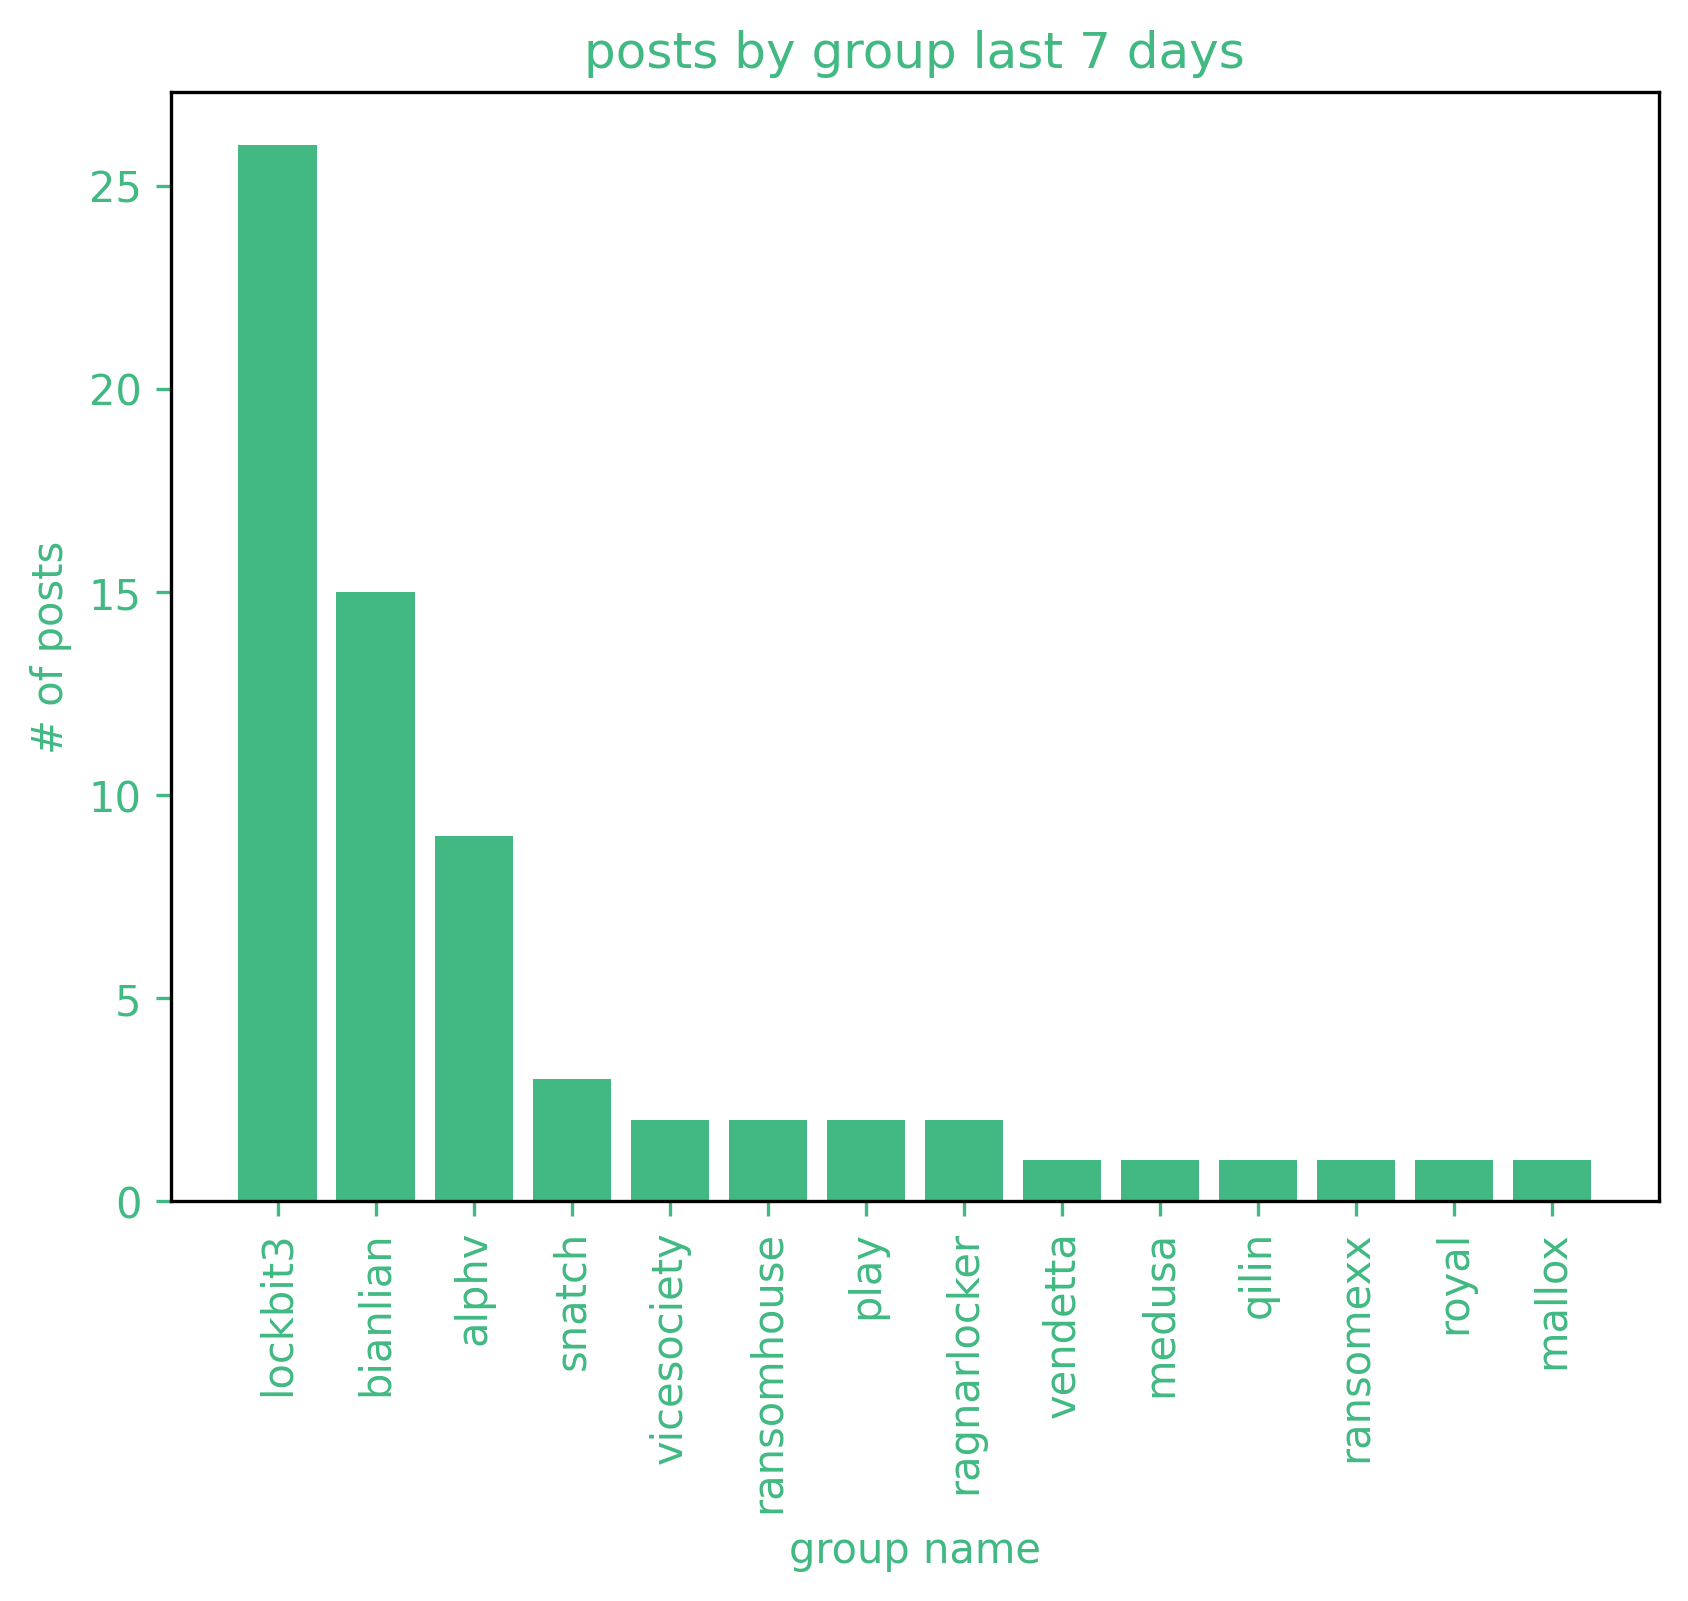 posts by group last 7 days
# of posts
25
20
15
10
5
0
lockbit3
bianlian
alphv
snatch
vicesociety
ransomhouse
play
ragnarlocker
vendetta
medusa
qilin
ransomexx
royal
mallox
group name